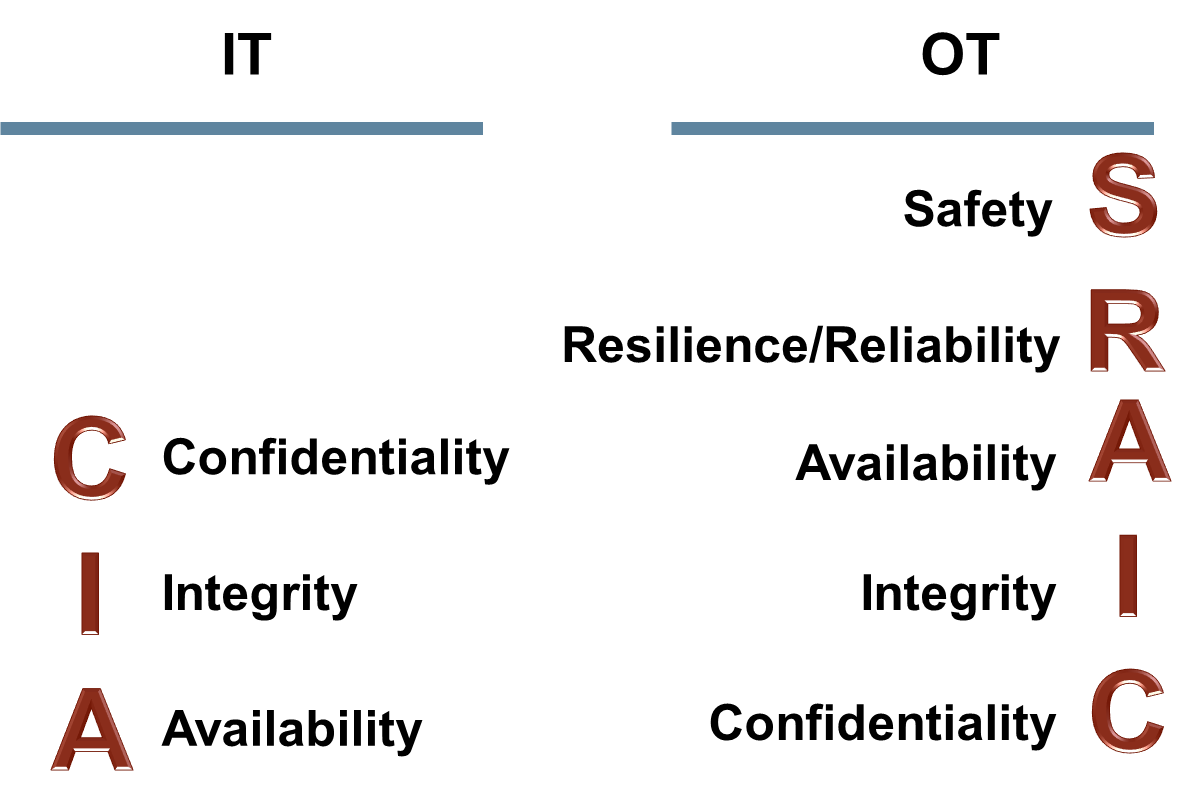 IT
OT
Safety S
Resilience/Reliability R
C Confidentiality
Availability A
I Integrity
Integrity I
A Availability
Confidentiality C